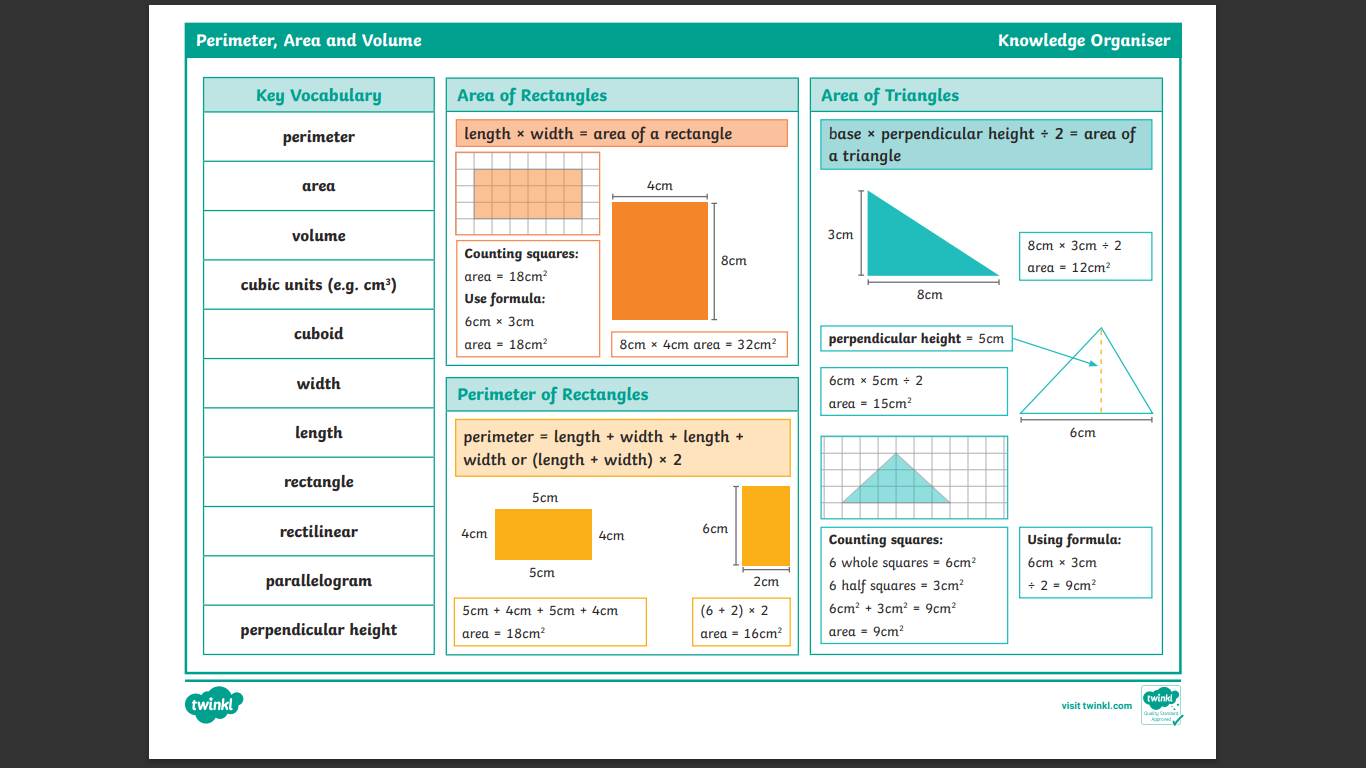 Perimeter, Area and Volume
Knowledge Organiser
Key Vocabulary
perimeter
area
volume
cubic units (e.g. cm³)
cuboid
width
length
rectangle
rectilinear
parallelogram
perpendicular height
Area of Rectangles
length × width = area of a rectangle
4cm
8cm
Counting squares:
area = 18cm²
Use formula:
6cm × 3cm
area = 18cm²
8cm × 4cm area = 32cm²
Perimeter of Rectangles
perimeter = length + width + length +
width or (length + width) × 2
5cm
4cm
4cm
5cm
6cm
2cm
5cm + 4cm + 5cm + 4cm
area = 18cm²
(6 + 2) × 2
area = 16cm²
Area of Triangles
base × perpendicular height ÷ 2 = area of
a triangle
3cm
8cm
8cm × 3cm ÷ 2
area = 12cm²
perpendicular height = 5cm
6cm × 5cm ÷ 2
area = 15cm²
6cm
Counting squares:
6 whole squares = 6cm²
6 half squares = 3cm²
6cm² + 3cm² = 9cm²
area = 9cm²
Using formula:
6cm × 3cm
÷ 2 = 9cm²
twinkl
visit twinkl.com
twinkl
Quality Standard
Approved